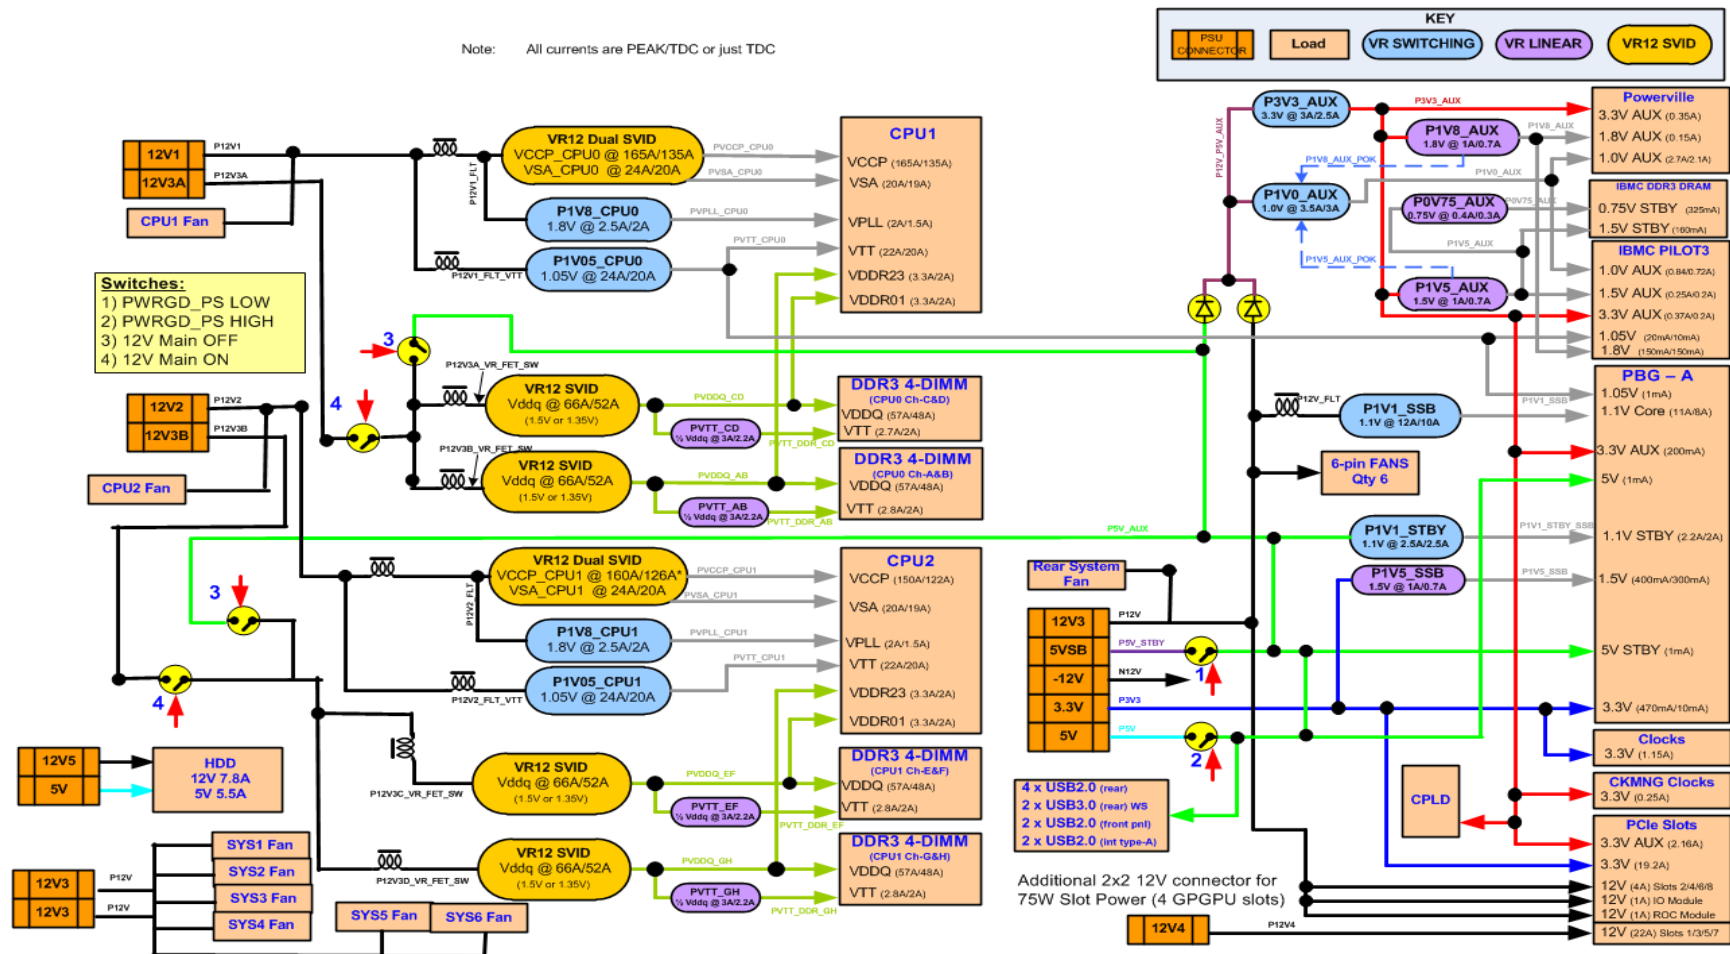 Note: All currents are PEAK/TDC or just TDC
KEY
PSU CONNECTOR
Load
VR SWITCHING
VR LINEAR
VR12 SVID
12V1
12V3A
P12V1
P12V3A
CPU1 Fan
P12V1_FLT
P12V1_FLT_VTT
VR12 Dual SVID
VCCP_CPU0 @ 165A/135A
VSA_CPU0 @ 24A/20A
P1V8_CPU0
1.8V @ 2.5A/2A
P1V05_CPU0
1.05V @ 24A/20A
PVCCP_CPU0
PVSA_CPU0
PVPLL_CPU0
PVTT_CPU0
CPU1
VCCP (165A/135A)
VSA (20A/19A)
VPLL (2A/1.5A)
VTT (22A/20A)
VDDR23 (3.3A/2A)
VDDR01 (3.3A/2A)
Switches:
1) PWRGD_PS LOW
2) PWRGD_PS HIGH
3) 12V Main OFF
4) 12V Main ON
3
4
P12V3A_VR_FET_SW
VR12 SVID
Vddq @ 66A/52A
(1.5V or 1.35V)
PVDDQ_CD
PVTT_CD
½ Vddq @ 3A/2.2A
PVTT_DDR_CD
DDR3 4-DIMM
(CPU0 Ch-C&D)
VDDQ (57A/48A)
VTT (2.7A/2A)
P12V3B_VR_FET_SW
VR12 SVID
Vddq @ 66A/52A
(1.5V or 1.35V)
PVDDQ_AB
PVTT_AB
½ Vddq @ 3A/2.2A
PVTT_DDR_AB
DDR3 4-DIMM
(CPU0 Ch-A&B)
VDDQ (57A/48A)
VTT (2.8A/2A)
12V2
12V3B
P12V2
P12V3B
CPU2 Fan
P5V_AUX
3
4
P12V2_FLT
P12V2_FLT_VTT
VR12 Dual SVID
VCCP_CPU1 @ 160A/126A*
VSA_CPU1 @ 24A/20A
P1V8_CPU1
1.8V @ 2.5A/2A
P1V05_CPU1
1.05V @ 24A/20A
PVCCP_CPU1
PVSA_CPU1
PVPLL_CPU1
PVTT_CPU1
CPU2
VCCP (150A/122A)
VSA (20A/19A)
VPLL (2A/1.5A)
VTT (22A/20A)
VDDR23 (3.3A/2A)
VDDR01 (3.3A/2A)
P12V3C_VR_FET_SW
VR12 SVID
Vddq @ 66A/52A
(1.5V or 1.35V)
PVDDQ_EF
PVTT_EF
½ Vddq @ 3A/2.2A
PVTT_DDR_EF
DDR3 4-DIMM
(CPU1 Ch-E&F)
VDDQ (57A/48A)
VTT (2.8A/2A)
P12V3D_VR_FET_SW
VR12 SVID
Vddq @ 66A/52A
(1.5V or 1.35V)
PVDDQ_GH
PVTT_GH
½ Vddq @ 3A/2.2A
PVTT_DDR_GH
DDR3 4-DIMM
(CPU1 Ch-G&H)
VDDQ (57A/48A)
VTT (2.8A/2A)
12V5
5V
HDD
12V 7.8A
5V 5.5A
12V3
12V3
P12V
P12V
SYS1 Fan
SYS2 Fan
SYS3 Fan
SYS4 Fan
SYS5 Fan
SYS6 Fan
P12V_P5V_AUX
P3V3_AUX
3.3V @ 3A/2.5A
P3V3_AUX
P1V8_AUX
1.8V @ 1A/0.7A
P1V8_AUX
P1V8_AUX_POK
P1V0_AUX
1.0V @ 3.5A/3A
P1V0_AUX
P0V75_AUX
0.75V @ 0.4A/0.3A
P0V75_AUX
P1V5_AUX
P1V5_AUX_POK
P1V5_AUX
1.5V @ 1A/0.7A
Powerville
3.3V AUX (0.35A)
1.8V AUX (0.15A)
1.0V AUX (2.7A/2.1A)
IBMC DDR3 DRAM
0.75V STBY (325mA)
1.5V STBY (160mA)
IBMC PILOT3
1.0V AUX (0.84/0.72A)
1.5V AUX (0.25A/0.2A)
3.3V AUX (0.37A/0.2A)
1.05V (20mA/10mA)
1.8V (150mA/150mA)
P12V_FLT
P1V1_SSB
1.1V @ 12A/10A
P1V1_SSB
6-pin FANS
Qty 6
P1V1_STBY
1.1V @ 2.5A/2.5A
P1V1_STBY_SSB
P1V5_SSB
1.5V @ 1A/0.7A
P1V5_SSB
PBG – A
1.05V (1mA)
1.1V Core (11A/8A)
3.3V AUX (200mA)
5V (1mA)
1.1V STBY (2.2A/2A)
1.5V (400mA/300mA)
5V STBY (1mA)
3.3V (470mA/10mA)
Rear System
Fan
12V3
5VSB
-12V
3.3V
5V
P12V
P5V_STBY
N12V
P3V3
P5V
1
2
4 x USB2.0 (rear)
2 x USB3.0 (rear) WS
2 x USB2.0 (front pnl)
2 x USB2.0 (int type-A)
CPLD
Clocks
3.3V (1.15A)
CKMNG Clocks
3.3V (0.25A)
PCIe Slots
3.3V AUX (2.16A)
3.3V (19.2A)
12V (4A) Slots 2/4/6/8
12V (1A) IO Module
12V (1A) ROC Module
12V (22A) Slots 1/3/5/7
Additional 2x2 12V connector for
75W Slot Power (4 GPGPU slots)
12V4
P12V4